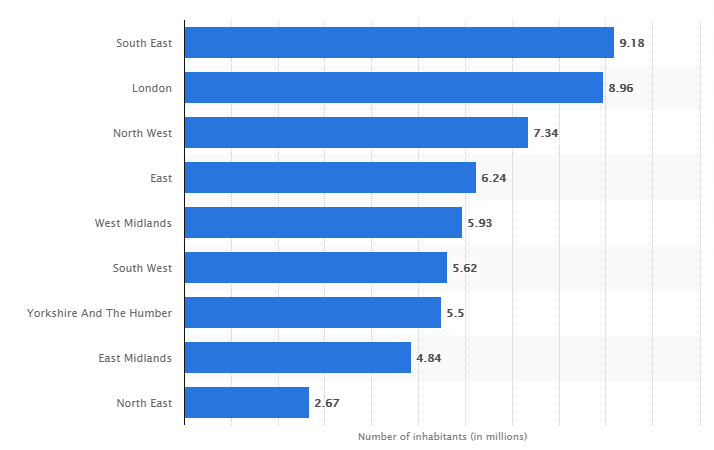 South East 9.18
London 8.96
North West 7.34
East 6.24
West Midlands 5.93
South West 5.62
Yorkshire And The Humber 5.5
East Midlands 4.84
North East 2.67
Number of inhabitants (in millions)